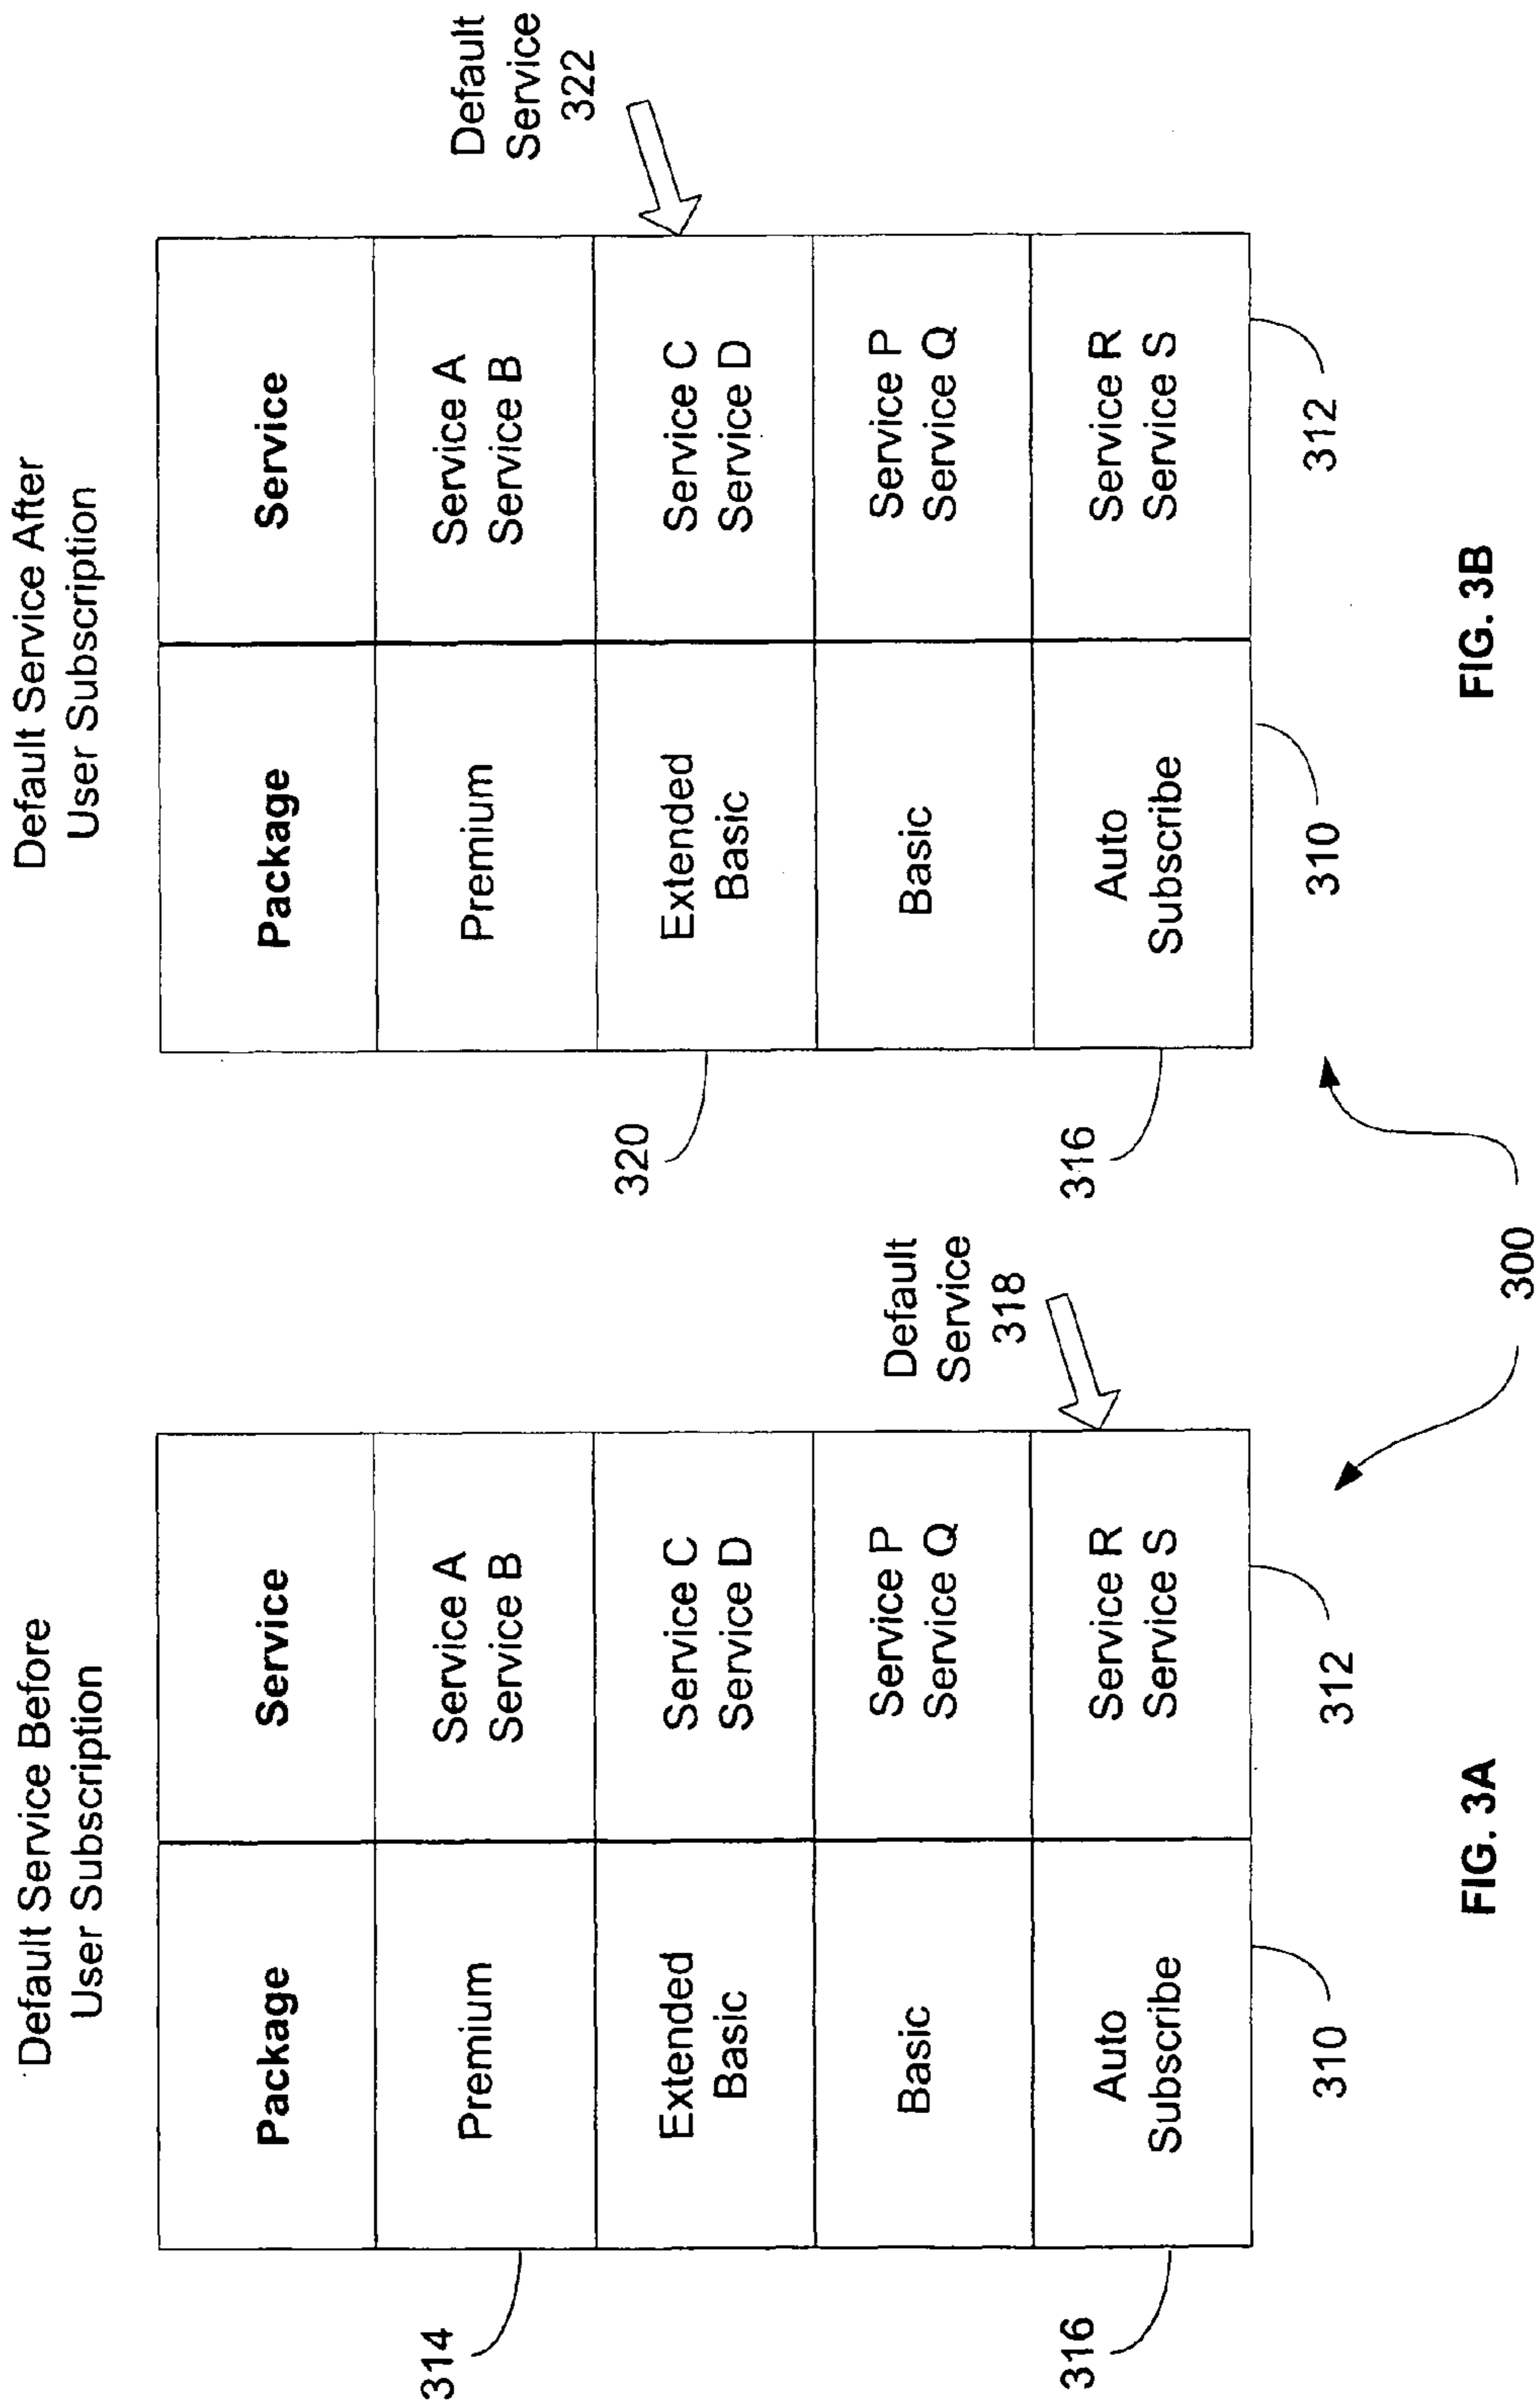 Default Service Before
User Subscription
Package
Service
Premium
Service A
Service B
Extended
Basic
Service C
Service D
Basic
Service P
Service Q
Auto
Subscribe
Service R
Service S
314
316
310
312
Default
Service
318
FIG. 3A
300
Default Service After
User Subscription
Package
Service
Premium
Service A
Service B
Extended
Basic
Service C
Service D
Basic
Service P
Service Q
Auto
Subscribe
Service R
Service S
320
316
310
312
Default
Service
322
FIG. 3B